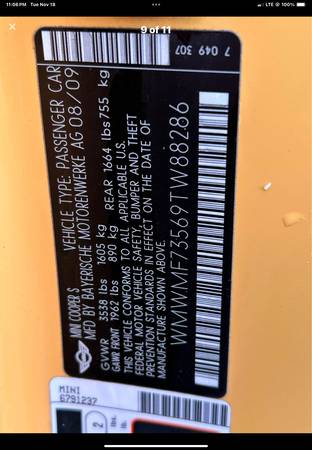 11:06 PM Tue Nov 18
LTE 100%
9 of 11
7 049 307
MINI COOPER S VEHICLE TYPE: PASSENGER CAR
MFD BY BAYERISCHE MOTORENWERKE AG 08/09
GVWR 3538 lbs 1605 kg
GAWR FRONT 1962 lbs 890 kg REAR 1664 lbs 755 kg
THIS VEHICLE CONFORMS TO ALL APPLICABLE U.S.
FEDERAL MOTOR VEHICLE SAFETY, BUMPER AND THEFT
PREVENTION STANDARDS IN EFFECT ON THE DATE OF
MANUFACTURE SHOWN ABOVE.
WMWMF73569TW88286
MINI
6791237
2
lbs.